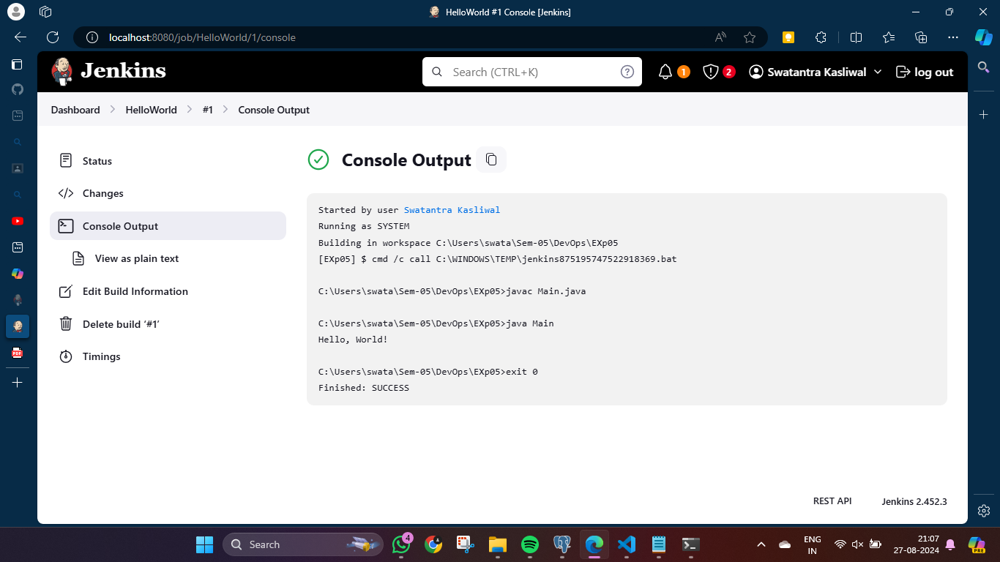 HelloWorld #1 Console [Jenkins]
localhost:8080/job/HelloWorld/1/console
Jenkins
Search (CTRL+K)
1
2
Swatantra Kasliwal
log out
Dashboard
HelloWorld
#1
Console Output
Status
Changes
Console Output
View as plain text
Edit Build Information
Delete build ‘#1’
Timings
Console Output
Started by user Swatantra Kasliwal
Running as SYSTEM
Building in workspace C:\Users\swata\Sem-05\DevOps\EXp05
[EXp05] $ cmd /c call C:\WINDOWS\TEMP\jenkins875195747522918369.bat
C:\Users\swata\Sem-05\DevOps\EXp05>javac Main.java
C:\Users\swata\Sem-05\DevOps\EXp05>java Main
Hello, World!
C:\Users\swata\Sem-05\DevOps\EXp05>exit 0
Finished: SUCCESS
REST API
Jenkins 2.452.3
PDF
Search
4
ENG
IN
21:07
27-08-2024
PRE